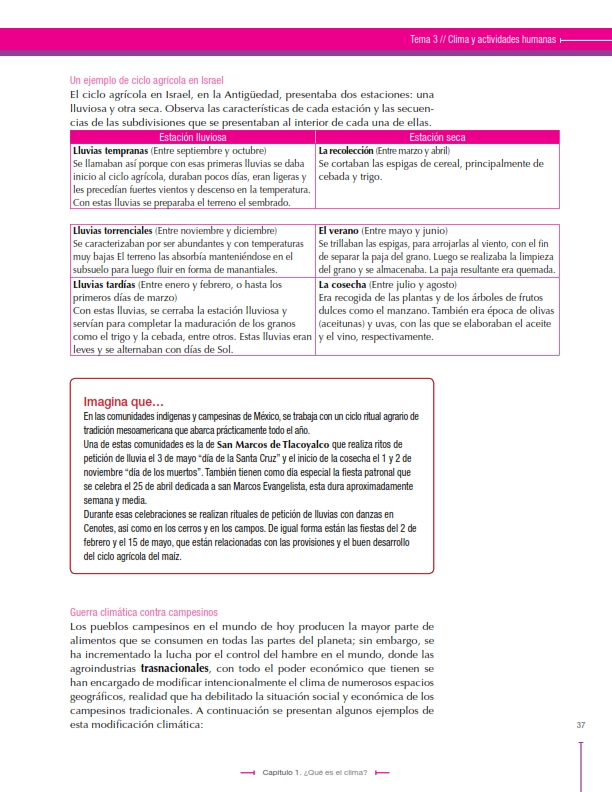 Tema 3 // Clima y actividades humanas
Un ejemplo de ciclo agrícola en Israel
El ciclo agrícola en Israel, en la Antigüedad, presentaba dos estaciones: una
lluviosa y otra seca. Observa las características de cada estación y las secuen-
cias de las subdivisiones que se presentaban al interior de cada una de ellas.
Estación lluviosa
Estación seca
Lluvias tempranas (Entre septiembre y octubre)
Se llamaban así porque con esas primeras lluvias se daba
inicio al ciclo agrícola, duraban pocos días, eran ligeras y
les precedían fuertes vientos y descenso en la temperatura.
Con estas lluvias se preparaba el terreno el sembrado.
La recolección (Entre marzo y abril)
Se cortaban las espigas de cereal, principalmente de
cebada y trigo.
Lluvias torrenciales (Entre noviembre y diciembre)
Se caracterizaban por ser abundantes y con temperaturas
muy bajas El terreno las absorbía manteniéndose en el
subsuelo para luego fluir en forma de manantiales.
El verano (Entre mayo y junio)
Se trillaban las espigas, para arrojarlas al viento, con el fin
de separar la paja del grano. Luego se realizaba la limpieza
del grano y se almacenaba. La paja resultante era quemada.
Lluvias tardías (Entre enero y febrero, o hasta los
primeros días de marzo)
Con estas lluvias, se cerraba la estación lluviosa y
servían para completar la maduración de los granos
como el trigo y la cebada, entre otros. Estas lluvias eran
leves y se alternaban con días de Sol.
La cosecha (Entre julio y agosto)
Era recogida de las plantas y de los árboles de frutos
dulces como el manzano. También era época de olivas
(aceitunas) y uvas, con las que se elaboraban el aceite
y el vino, respectivamente.
Imagina que...
En las comunidades indígenas y campesinas de México, se trabaja con un ciclo ritual agrario de
tradición mesoamericana que abarca prácticamente todo el año.
Una de estas comunidades es la de San Marcos de Tlacoyalco que realiza ritos de
petición de lluvia el 3 de mayo “día de la Santa Cruz” y el inicio de la cosecha el 1 y 2 de
noviembre “día de los muertos”. También tienen como día especial la fiesta patronal que
se celebra el 25 de abril dedicada a san Marcos Evangelista, esta dura aproximadamente
semana y media.
Durante esas celebraciones se realizan rituales de petición de lluvias con danzas en
Cenotes, así como en los cerros y en los campos. De igual forma están las fiestas del 2 de
febrero y el 15 de mayo, que están relacionadas con las provisiones y el buen desarrollo
del ciclo agrícola del maíz.
Guerra climática contra campesinos
Los pueblos campesinos en el mundo de hoy producen la mayor parte de
alimentos que se consumen en todas las partes del planeta; sin embargo, se
ha incrementado la lucha por el control del hambre en el mundo, donde las
agroindustrias trasnacionales, con todo el poder económico que tienen se
han encargado de modificar intencionalmente el clima de numerosos espacios
geográficos, realidad que ha debilitado la situación social y económica de los
campesinos tradicionales. A continuación se presentan algunos ejemplos de
esta modificación climática:
37
Capítulo 1. ¿Qué es el clima?